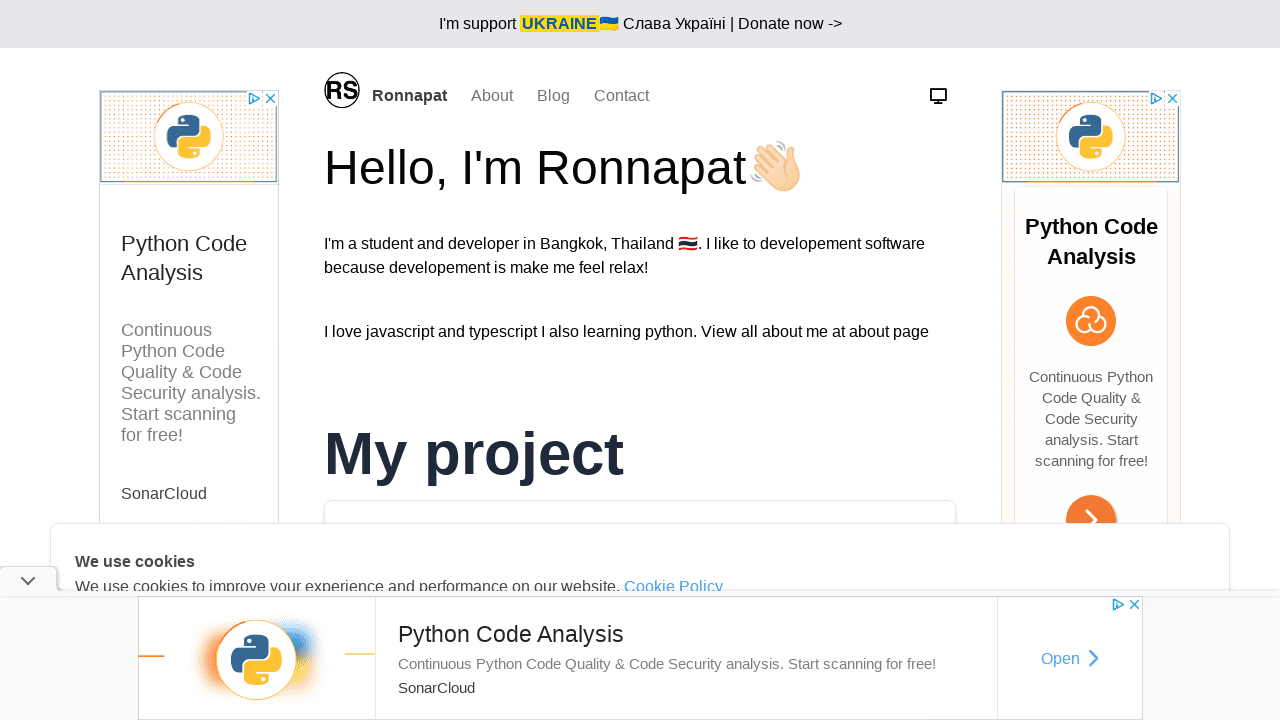 I'm support UKRAINE🇺🇦 Слава Україні | Donate now ->
RS Ronnapat About Blog Contact
Hello, I'm Ronnapat👋🏻
I'm a student and developer in Bangkok, Thailand 🇹🇭. I like to developement software
because developement is make me feel relax!
I love javascript and typescript I also learning python. View all about me at about page
My project
Python Code
Analysis
Continuous
Python Code
Quality & Code
Security analysis.
Start scanning
for free!
SonarCloud
Python Code
Analysis
Continuous Python
Code Quality &
Code Security
analysis. Start
scanning for free!
We use cookies
We use cookies to improve your experience and performance on our website. Cookie Policy
Python Code Analysis
Continuous Python Code Quality & Code Security analysis. Start scanning for free!
SonarCloud
Open